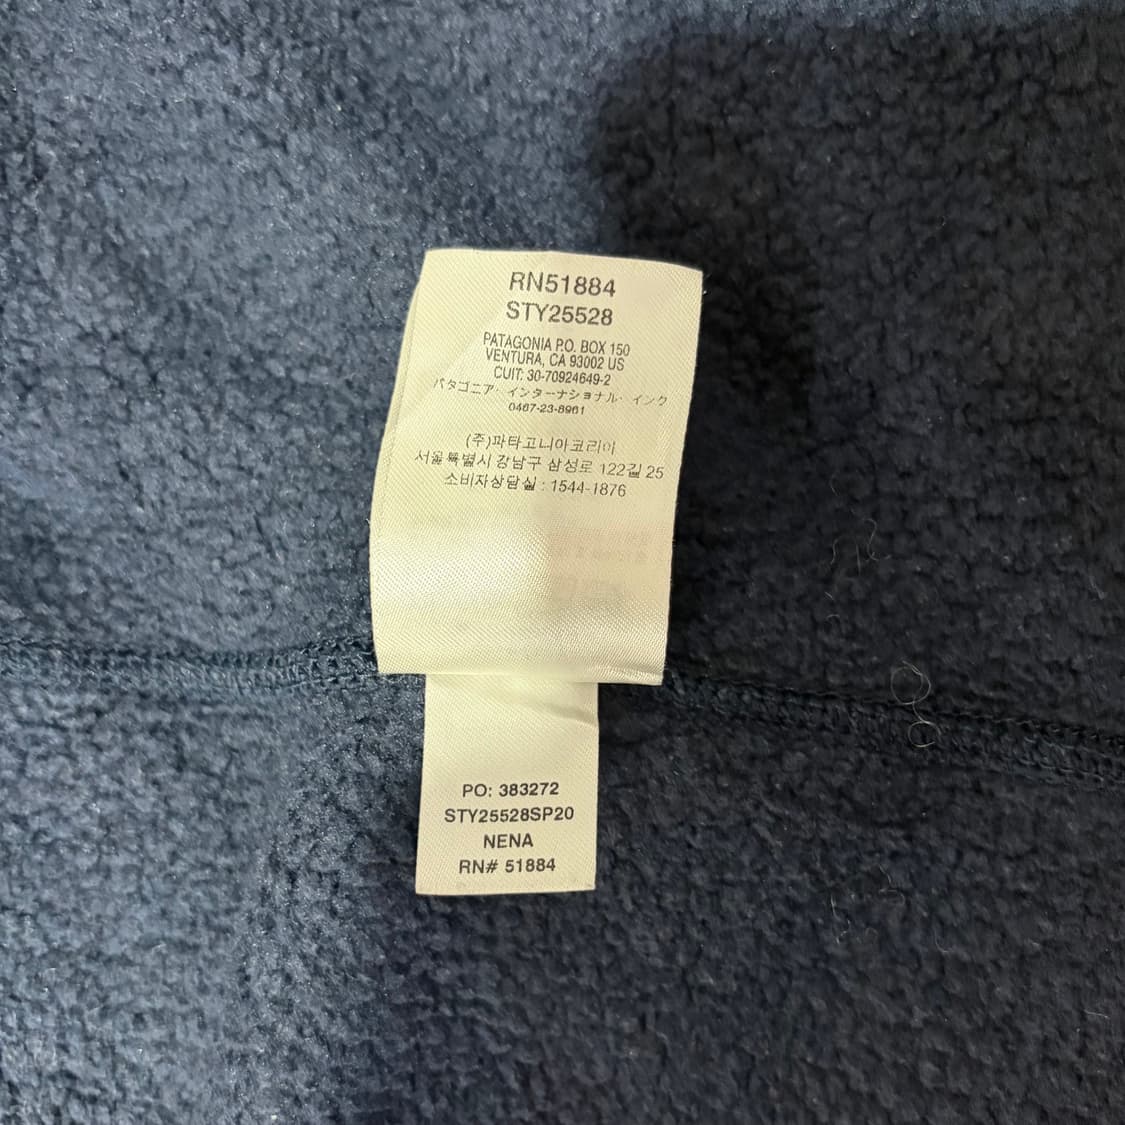 RN51884
STY25528
PATAGONIA P.O. BOX 150
VENTURA, CA 93002 US
CUIT: 30-70924649-2
パタゴニア・インターナショナル・インク
0467-23-8961
(주)파타고니아코리아
서울특별시 강남구 삼성로 122길 25
소비자상담실 : 1544-1876
PO: 383272
STY25528SP20
NENA
RN# 51884